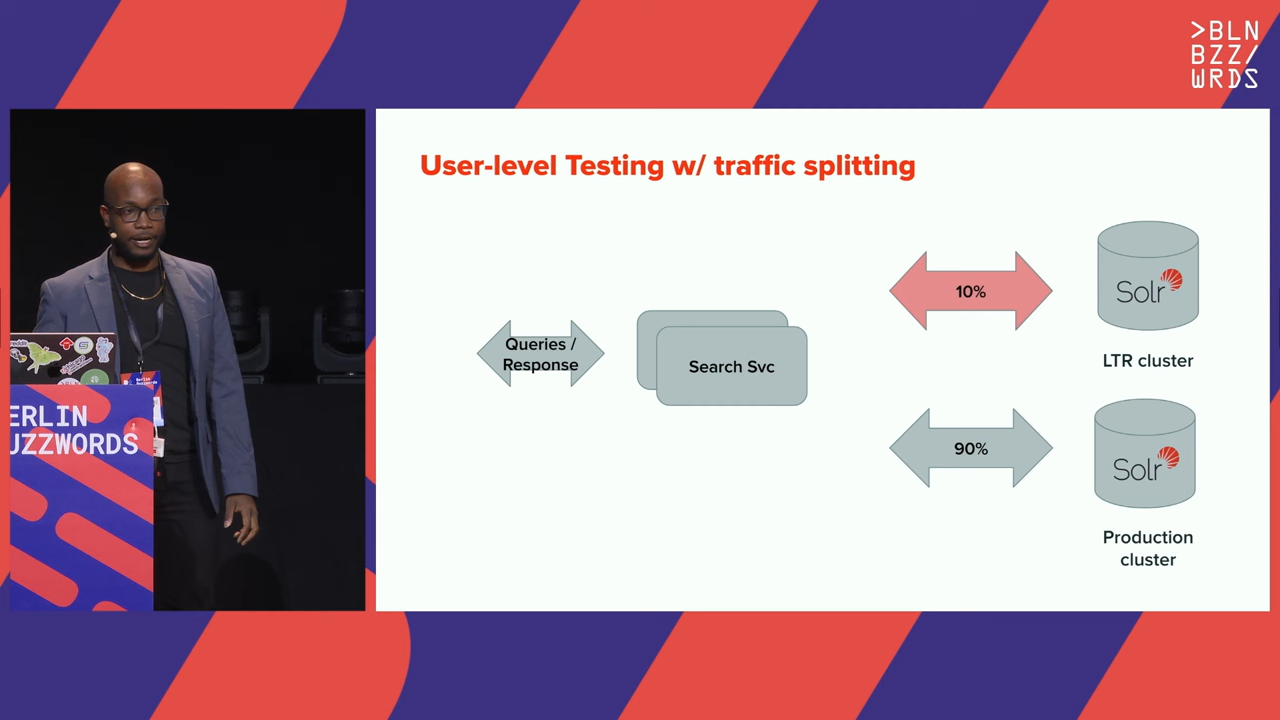 >BLN
BZZ/
WRDS
User-level Testing w/ traffic splitting
Queries /
Response
Search Svc
10%
Solr
LTR cluster
90%
Solr
Production
cluster
ERLIN
UZZWORDS